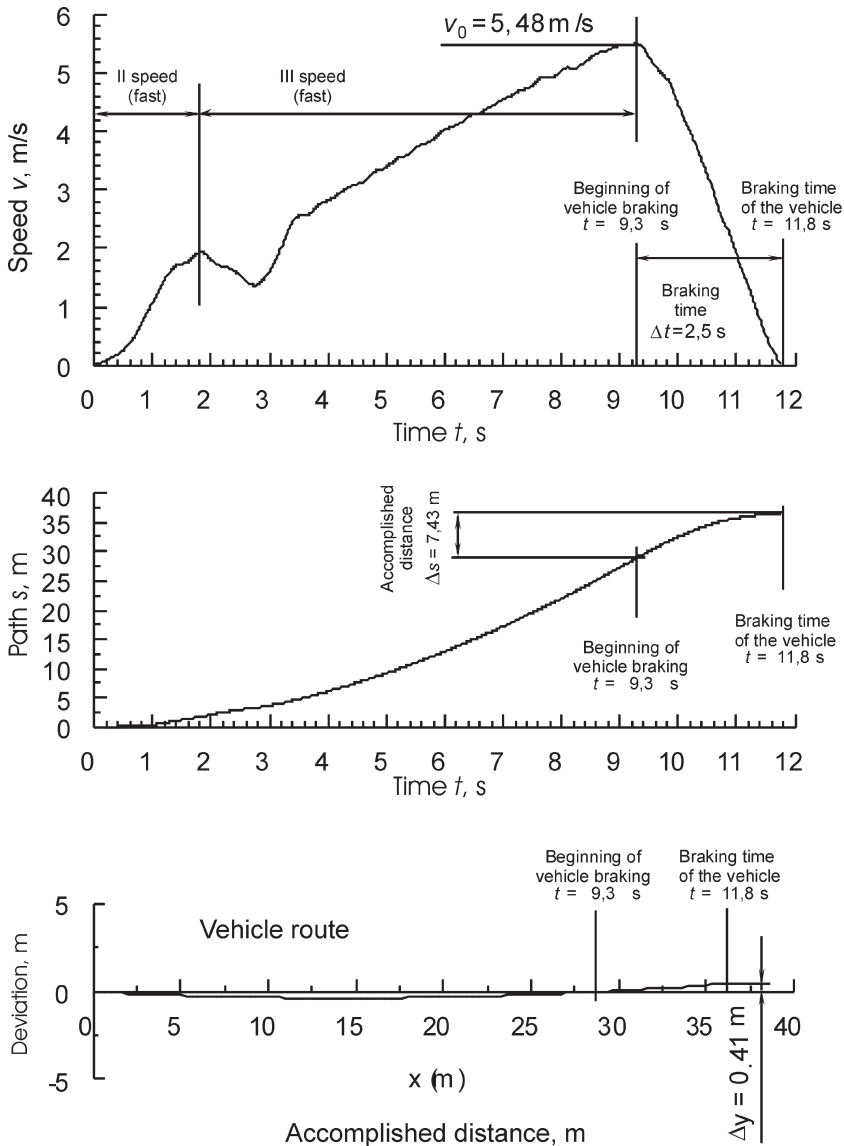 6
5
4
3
2
1
0
Speed v, m/s
v₀ = 5,48 m/s
II speed
(fast)
III speed
(fast)
Beginning of
vehicle braking
t = 9,3 s
Braking time
of the vehicle
t = 11,8 s
Braking
time
Δt=2,5 s
0 1 2 3 4 5 6 7 8 9 10 11 12
Time t, s
40
35
30
25
20
15
10
5
0
Path s, m
Accomplished
distance
Δs = 7,43 m
Beginning of
vehicle braking
t = 9,3 s
Braking time
of the vehicle
t = 11,8 s
0 1 2 3 4 5 6 7 8 9 10 11 12
Time t, s
Beginning of
vehicle braking
t = 9,3 s
Braking time
of the vehicle
t = 11,8 s
5
0
-5
Deviation, m
Vehicle route
0 5 10 15 20 25 30 35 40
x (m)
Δy = 0.41 m
Accomplished distance, m